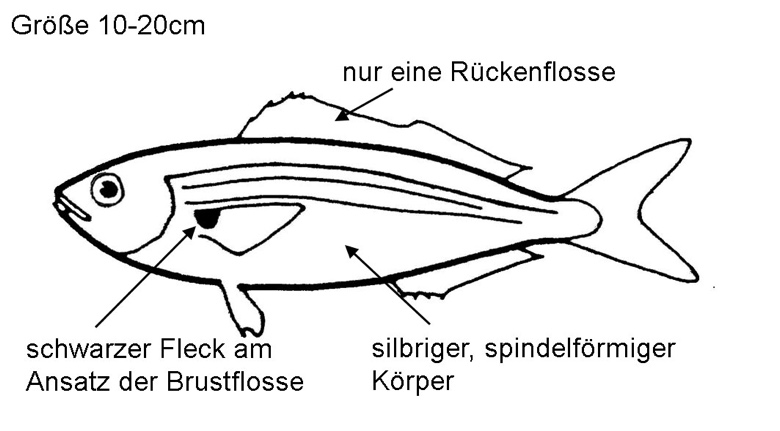 Größe 10-20cm
nur eine Rückenflosse
schwarzer Fleck am
Ansatz der Brustflosse
silbriger, spindelförmiger
Körper